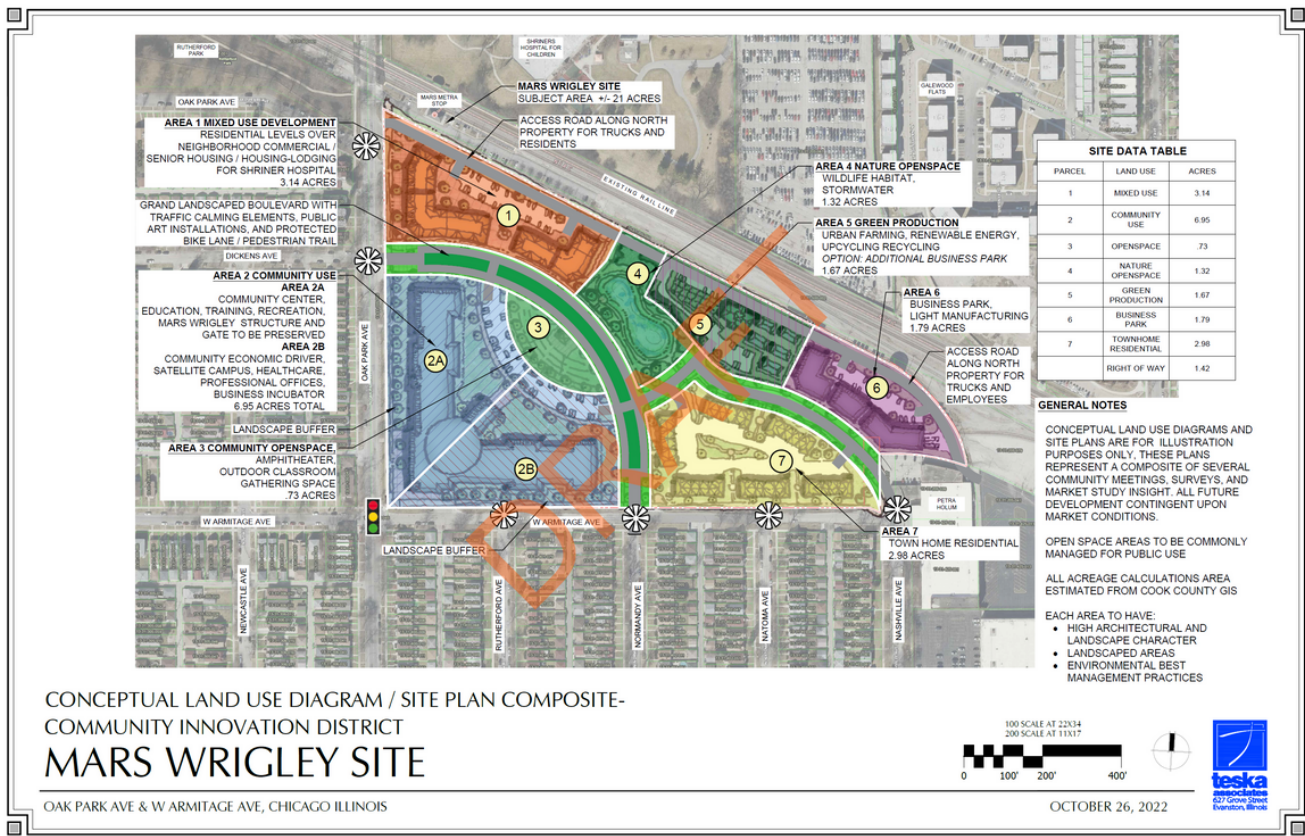 RUTHERFORD
PARK
SHRINERS
HOSPITAL FOR
CHILDREN
OAK PARK AVE
MARS METRA
STOP
MARS WRIGLEY SITE
SUBJECT AREA +/- 21 ACRES
GALEWOOD
FLATS
ACCESS ROAD ALONG NORTH
PROPERTY FOR TRUCKS AND
RESIDENTS
AREA 1 MIXED USE DEVELOPMENT
RESIDENTIAL LEVELS OVER
NEIGHBORHOOD COMMERCIAL /
SENIOR HOUSING / HOUSING-LODGING
FOR SHRINER HOSPITAL
3.14 ACRES
EXISTING RAIL LINE
GRAND LANDSCAPED BOULEVARD WITH
TRAFFIC CALMING ELEMENTS, PUBLIC
ART INSTALLATIONS, AND PROTECTED
BIKE LANE / PEDESTRIAN TRAIL
DICKENS AVE
AREA 2 COMMUNITY USE
AREA 2A
COMMUNITY CENTER,
EDUCATION, TRAINING, RECREATION,
MARS WRIGLEY STRUCTURE AND
GATE TO BE PRESERVED
AREA 2B
COMMUNITY ECONOMIC DRIVER,
SATELLITE CAMPUS, HEALTHCARE,
PROFESSIONAL OFFICES,
BUSINESS INCUBATOR
6.95 ACRES TOTAL
OAK PARK AVE
LANDSCAPE BUFFER
AREA 3 COMMUNITY OPENSPACE,
AMPHITHEATER,
OUTDOOR CLASSROOM
GATHERING SPACE
.73 ACRES
AREA 4 NATURE OPENSPACE
WILDLIFE HABITAT,
STORMWATER
1.32 ACRES
AREA 5 GREEN PRODUCTION
URBAN FARMING, RENEWABLE ENERGY,
UPCYCLING RECYCLING
OPTION: ADDITIONAL BUSINESS PARK
1.67 ACRES
AREA 6
BUSINESS PARK,
LIGHT MANUFACTURING
1.79 ACRES
ACCESS ROAD
ALONG NORTH
PROPERTY FOR
TRUCKS AND
EMPLOYEES
1
2A
2B
3
4
5
6
7
DRAFT
W ARMITAGE AVE
W ARMITAGE AVE
LANDSCAPE BUFFER
PETRA
HOLUM
AREA 7
TOWN HOME RESIDENTIAL
2.98 ACRES
NEWCASTLE AVE
RUTHERFORD AVE
NORMANDY AVE
NATOMA AVE
NASHVILLE AVE
SITE DATA TABLE
PARCEL LAND USE ACRES
1 MIXED USE 3.14
2 COMMUNITY USE 6.95
3 OPENSPACE .73
4 NATURE OPENSPACE 1.32
5 GREEN PRODUCTION 1.67
6 BUSINESS PARK 1.79
7 TOWNHOME RESIDENTIAL 2.98
RIGHT OF WAY 1.42
GENERAL NOTES
CONCEPTUAL LAND USE DIAGRAMS AND
SITE PLANS ARE FOR ILLUSTRATION
PURPOSES ONLY, THESE PLANS
REPRESENT A COMPOSITE OF SEVERAL
COMMUNITY MEETINGS, SURVEYS, AND
MARKET STUDY INSIGHT. ALL FUTURE
DEVELOPMENT CONTINGENT UPON
MARKET CONDITIONS.
OPEN SPACE AREAS TO BE COMMONLY
MANAGED FOR PUBLIC USE
ALL ACREAGE CALCULATIONS AREA
ESTIMATED FROM COOK COUNTY GIS
EACH AREA TO HAVE:
• HIGH ARCHITECTURAL AND
LANDSCAPE CHARACTER
• LANDSCAPED AREAS
• ENVIRONMENTAL BEST
MANAGEMENT PRACTICES
CONCEPTUAL LAND USE DIAGRAM / SITE PLAN COMPOSITE-
COMMUNITY INNOVATION DISTRICT
MARS WRIGLEY SITE
OAK PARK AVE & W ARMITAGE AVE, CHICAGO ILLINOIS
100 SCALE AT 22X34
200 SCALE AT 11X17
0 100' 200' 400'
teska
associates
627 Grove Street
Evanston, Illinois
OCTOBER 26, 2022